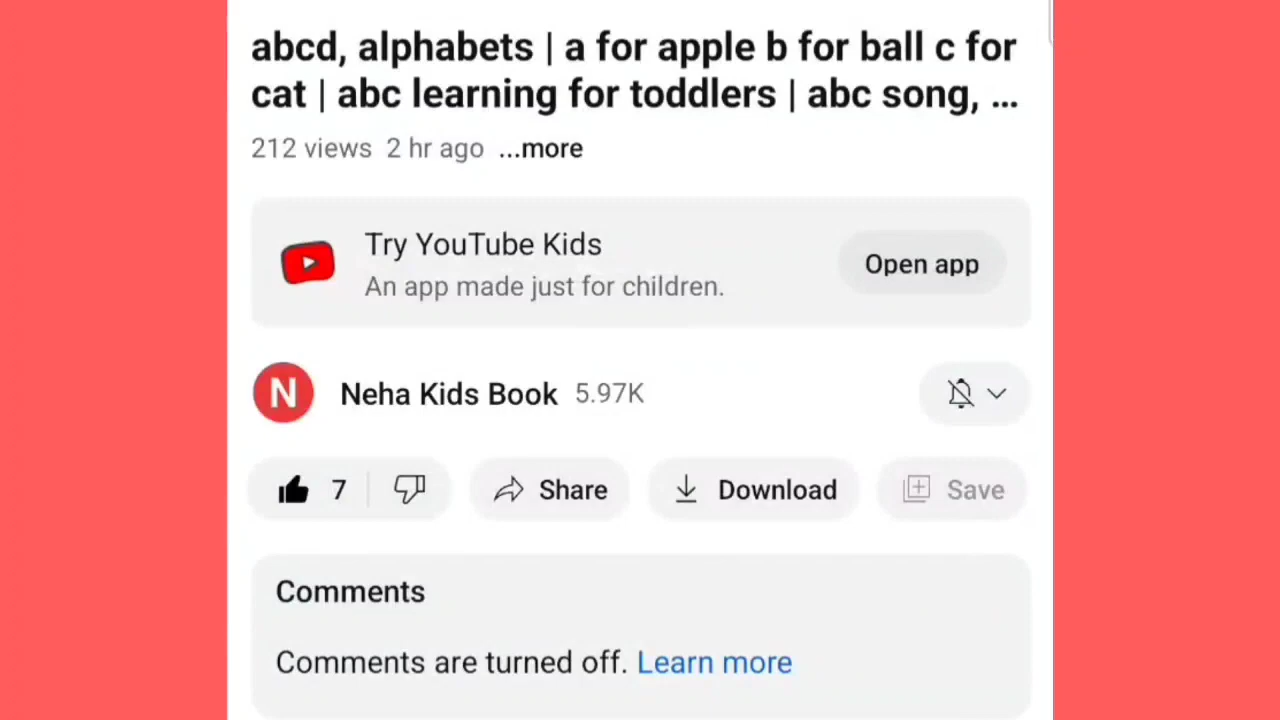 abcd, alphabets | a for apple b for ball c for
cat | abc learning for toddlers | abc song, ...
212 views 2 hr ago ...more
Try YouTube Kids
An app made just for children.
Open app
N Neha Kids Book 5.97K
7 Share Download Save
Comments
Comments are turned off. Learn more